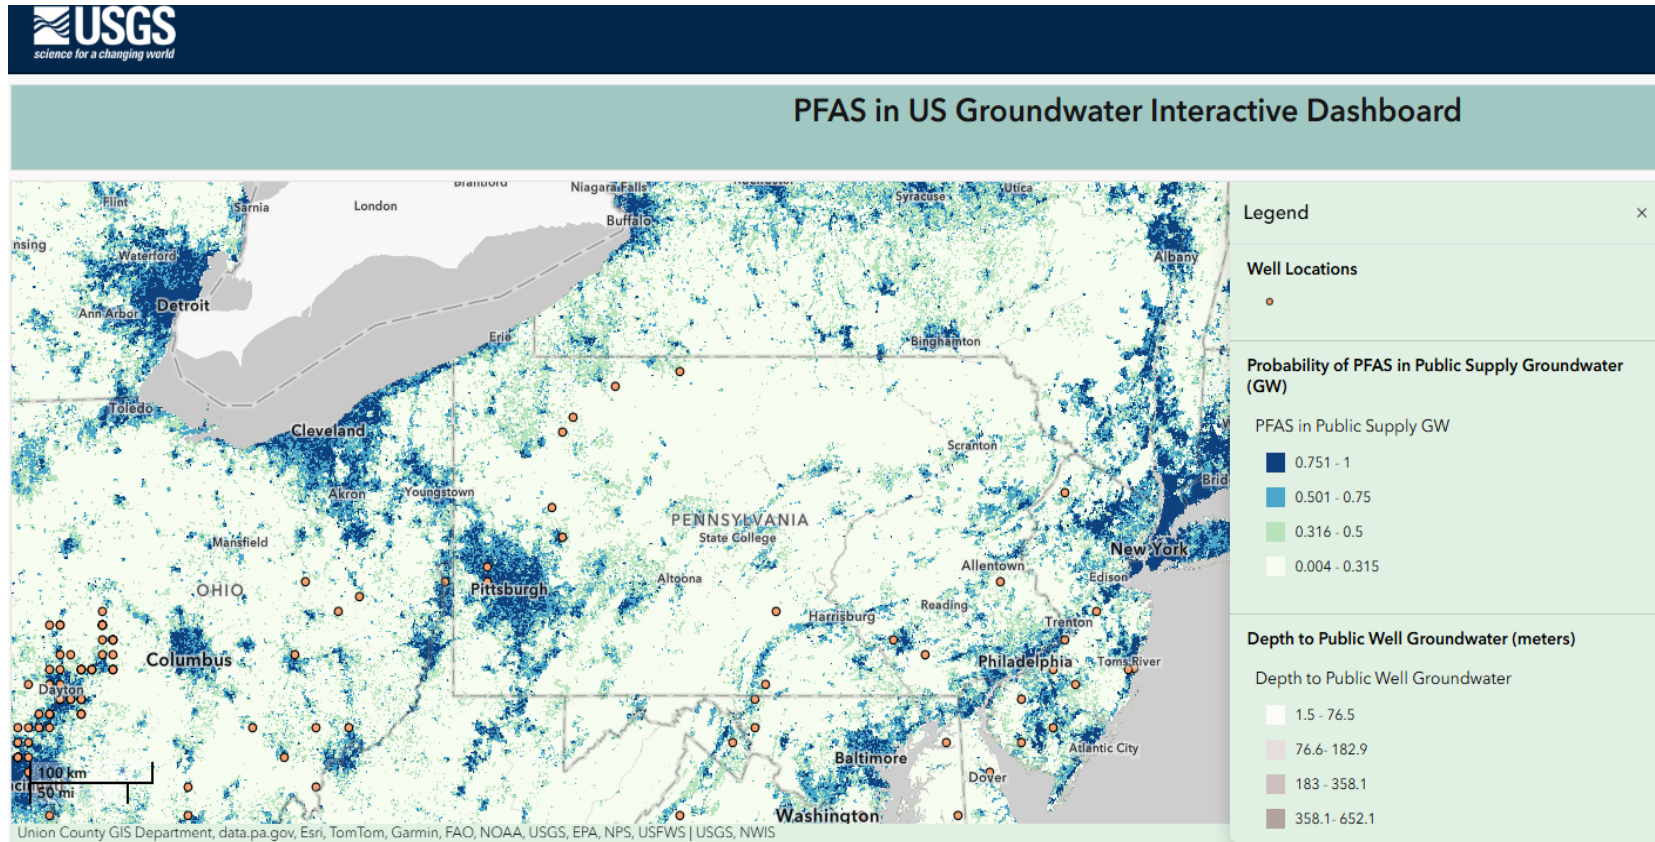 USGS
science for a changing world
PFAS in US Groundwater Interactive Dashboard
Brantford
Niagara Falls
Rochester
Utica
Flint
Sarnia
London
Syracuse
Buffalo
nsing
Waterford
Albany
Detroit
Ann Arbor
Erie
Binghamton
Toledo
Cleveland
Scranton
Akron
Youngstown
Brid
PENNSYLVANIA
State College
Mansfield
New York
Allentown
Edison
OHIO
Pittsburgh
Altoona
Reading
Harrisburg
Trenton
Columbus
Philadelphia
Toms River
Dayton
Atlantic City
Baltimore
100 km
Dover
50 mi
Washington
Union County GIS Department, data.pa.gov, Esri, TomTom, Garmin, FAO, NOAA, USGS, EPA, NPS, USFWS | USGS, NWIS
Legend
×
Well Locations
Probability of PFAS in Public Supply Groundwater
(GW)
PFAS in Public Supply GW
0.751 - 1
0.501 - 0.75
0.316 - 0.5
0.004 - 0.315
Depth to Public Well Groundwater (meters)
Depth to Public Well Groundwater
1.5 - 76.5
76.6- 182.9
183 - 358.1
358.1- 652.1